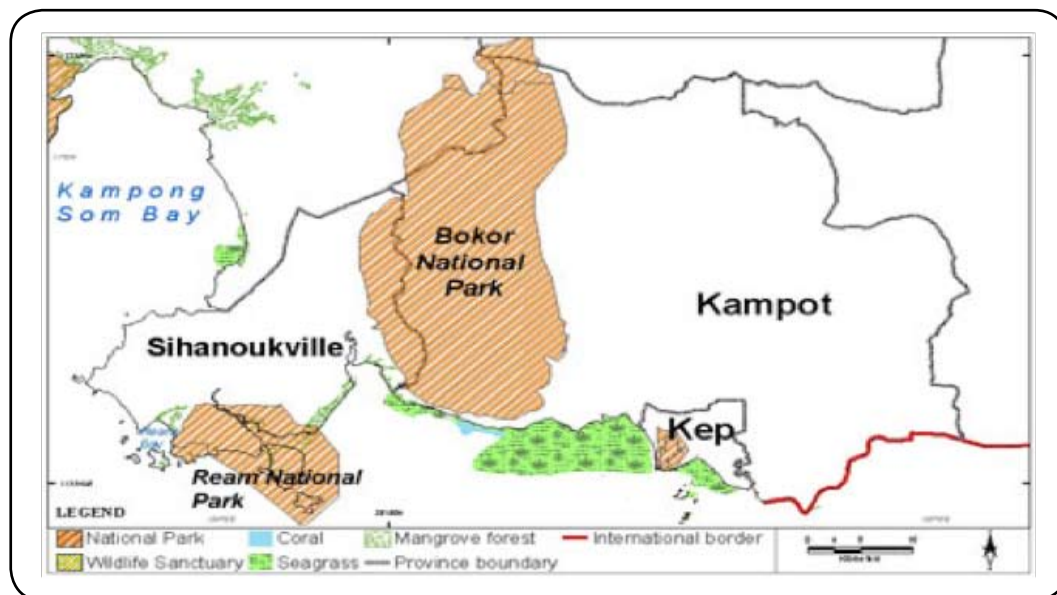 Kampong
Som Bay
Bokor
National
Park
Kampot
Sihanoukville
Kep
Ream National
Park
LEGEND
National Park
Coral
Mangrove forest
International border
Wildlife Sanctuary
Seagrass
Province boundary